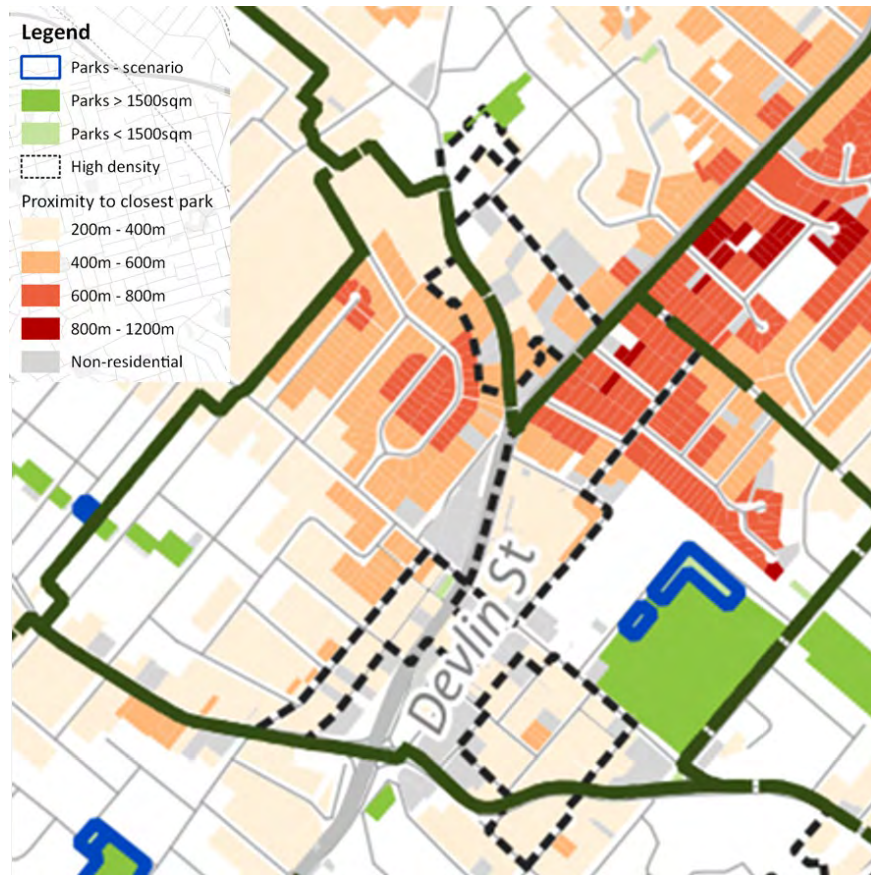 Legend
Parks - scenario
Parks > 1500sqm
Parks < 1500sqm
High density
Proximity to closest park
200m - 400m
400m - 600m
600m - 800m
800m - 1200m
Non-residential
Devlin St